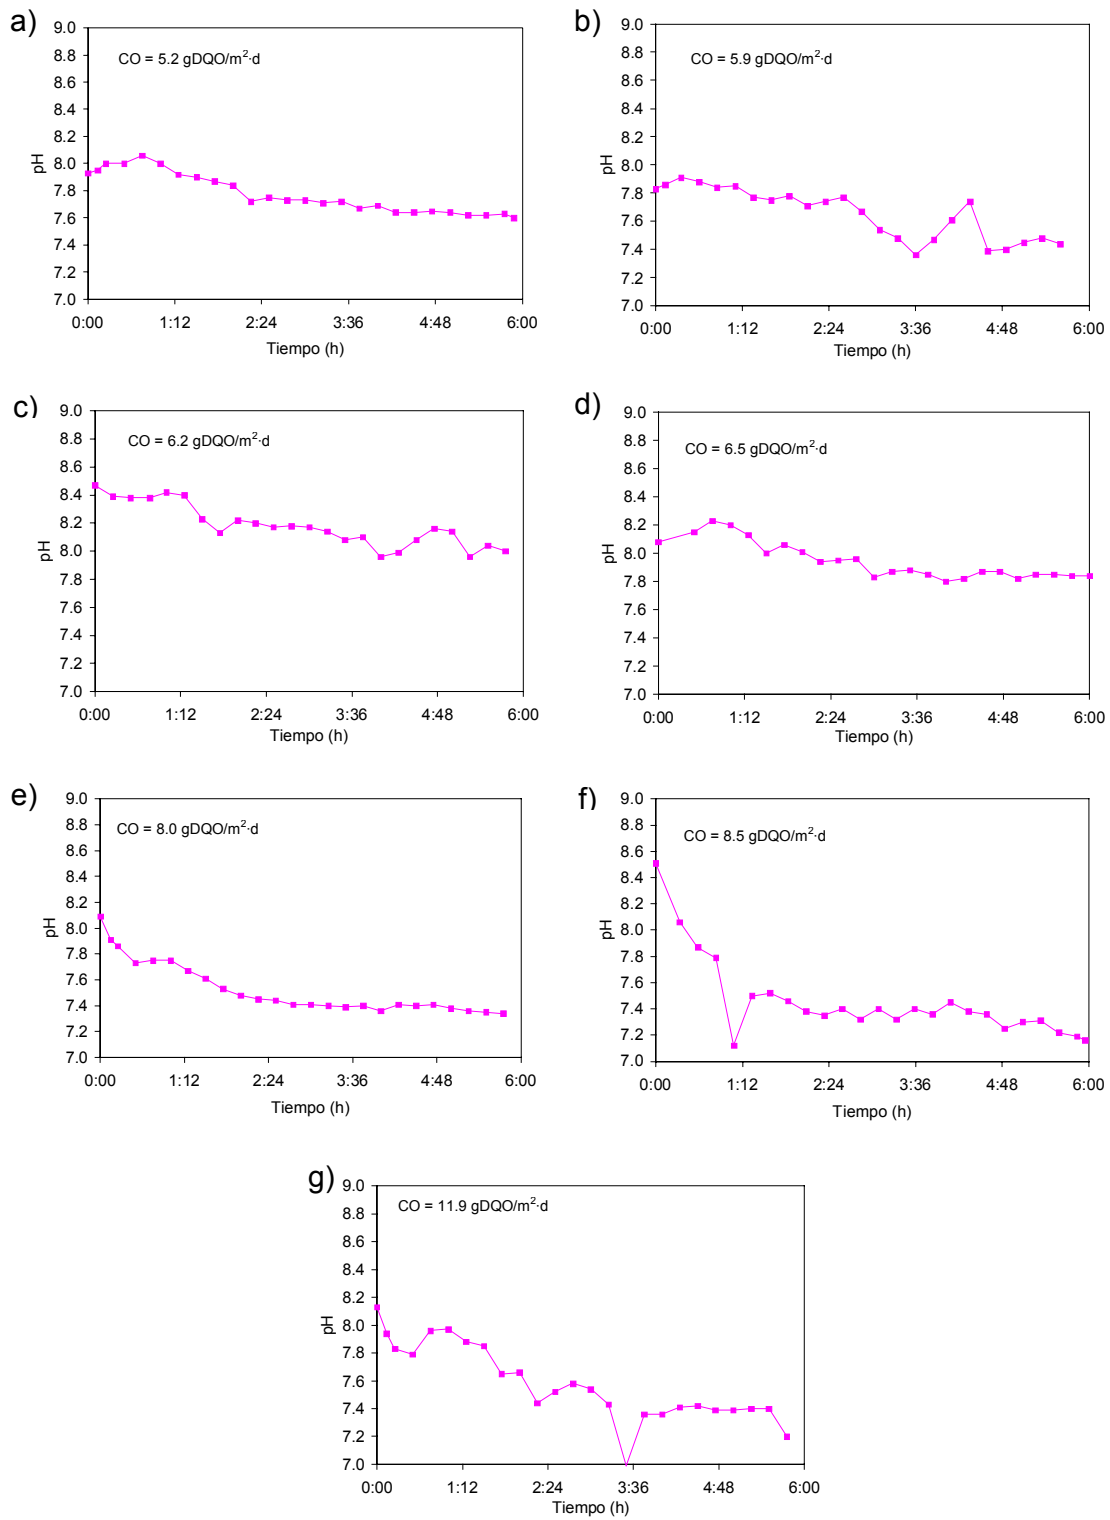 a)
CO = 5.2 gDQO/m²·d
9.0
8.8
8.6
8.4
8.2
8.0
7.8
7.6
7.4
7.2
7.0
pH
0:00 1:12 2:24 3:36 4:48 6:00
Tiempo (h)
b)
CO = 5.9 gDQO/m²·d
9.0
8.8
8.6
8.4
8.2
8.0
7.8
7.6
7.4
7.2
7.0
pH
0:00 1:12 2:24 3:36 4:48 6:00
Tiempo (h)
c)
CO = 6.2 gDQO/m²·d
9.0
8.8
8.6
8.4
8.2
8.0
7.8
7.6
7.4
7.2
7.0
pH
0:00 1:12 2:24 3:36 4:48 6:00
Tiempo (h)
d)
CO = 6.5 gDQO/m²·d
9.0
8.8
8.6
8.4
8.2
8.0
7.8
7.6
7.4
7.2
7.0
pH
0:00 1:12 2:24 3:36 4:48 6:00
Tiempo (h)
e)
CO = 8.0 gDQO/m²·d
9.0
8.8
8.6
8.4
8.2
8.0
7.8
7.6
7.4
7.2
7.0
pH
0:00 1:12 2:24 3:36 4:48 6:00
Tiempo (h)
f)
CO = 8.5 gDQO/m²·d
9.0
8.8
8.6
8.4
8.2
8.0
7.8
7.6
7.4
7.2
7.0
pH
0:00 1:12 2:24 3:36 4:48 6:00
Tiempo (h)
g)
CO = 11.9 gDQO/m²·d
9.0
8.8
8.6
8.4
8.2
8.0
7.8
7.6
7.4
7.2
7.0
pH
0:00 1:12 2:24 3:36 4:48 6:00
Tiempo (h)